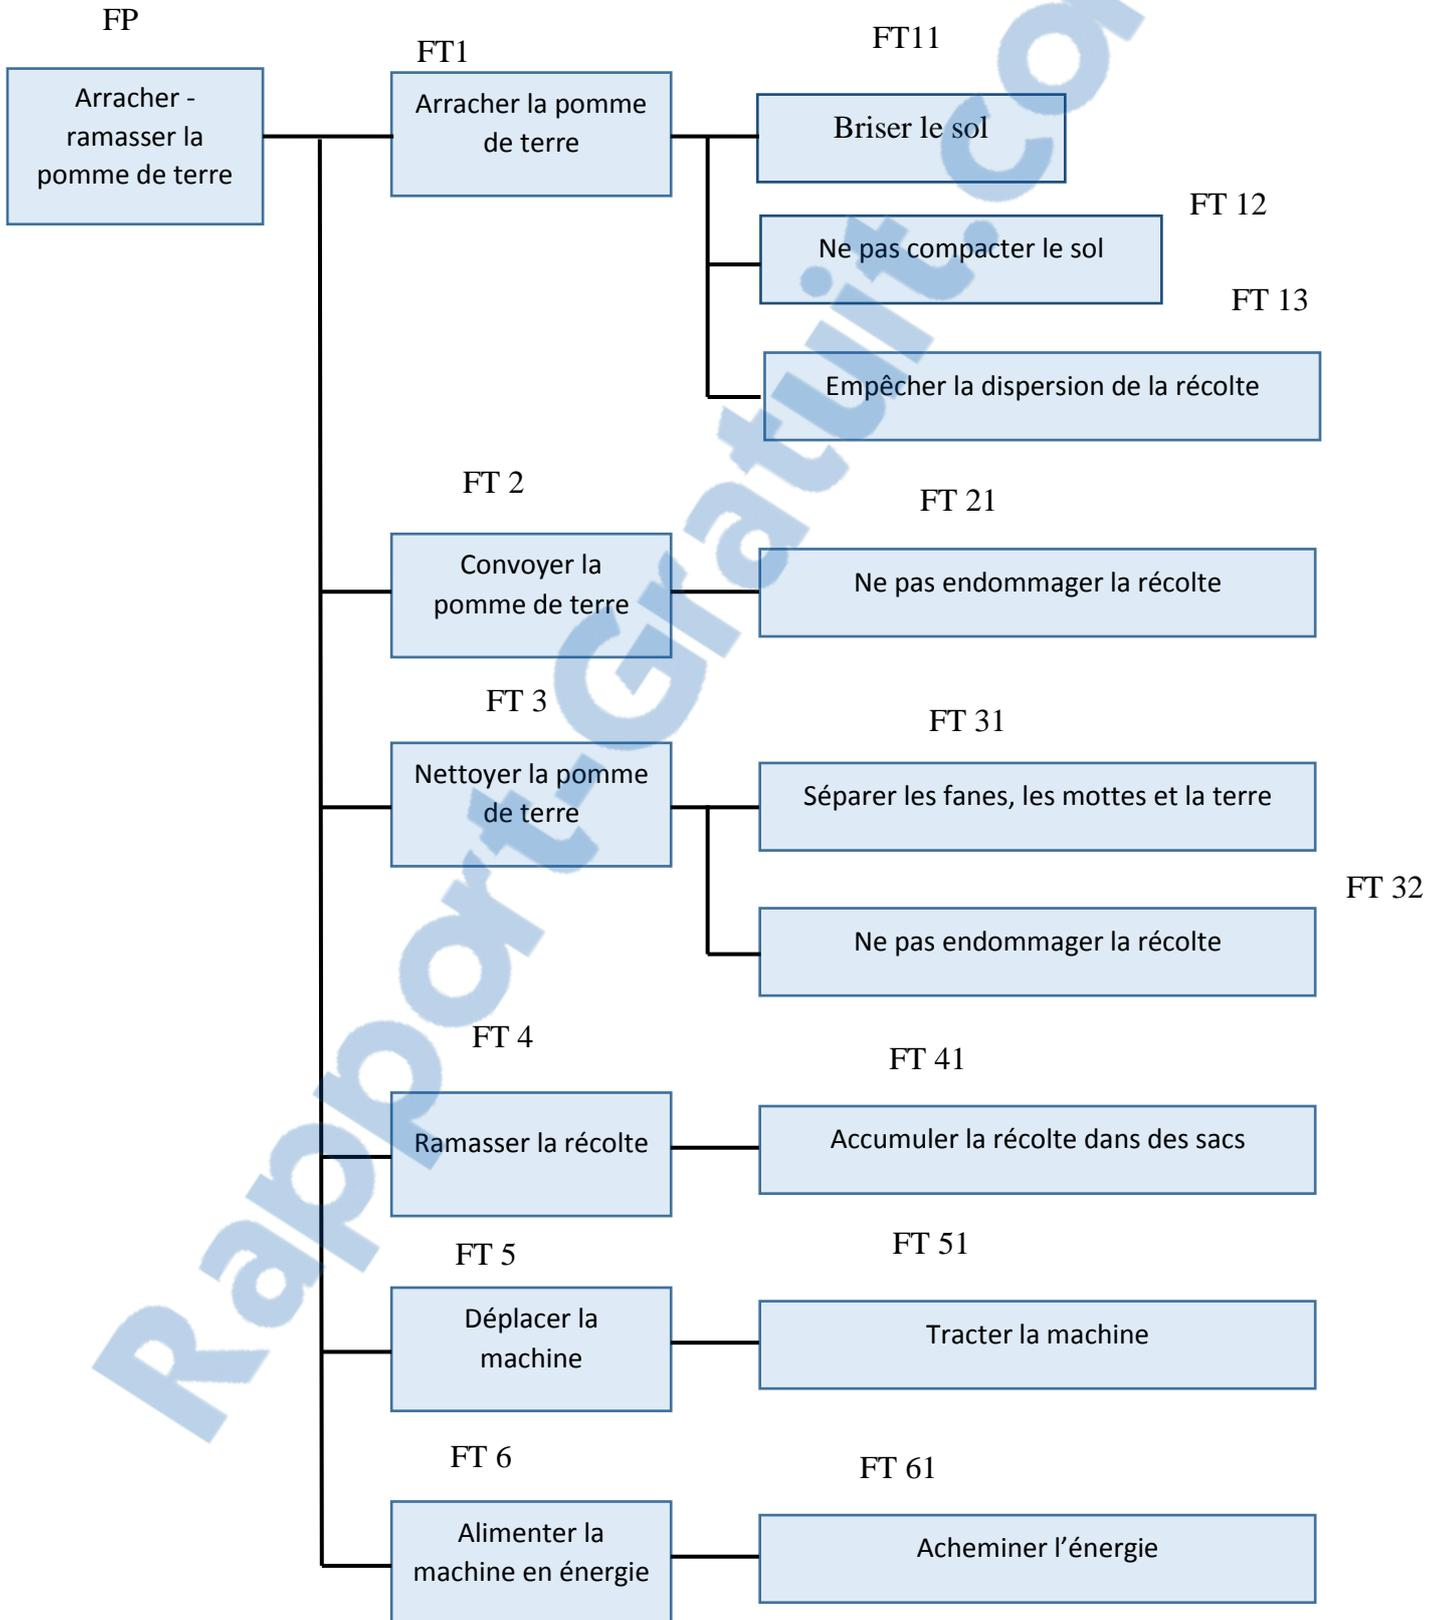 FP
Arracher -
ramasser la
pomme de terre
FT1
Arracher la pomme
de terre
FT11
Briser le sol
FT 12
Ne pas compacter le sol
FT 13
Empêcher la dispersion de la récolte
FT 2
Convoyer la
pomme de terre
FT 21
Ne pas endommager la récolte
FT 3
Nettoyer la pomme
de terre
FT 31
Séparer les fanes, les mottes et la terre
FT 32
Ne pas endommager la récolte
FT 4
Ramasser la récolte
FT 41
Accumuler la récolte dans des sacs
FT 5
Déplacer la
machine
FT 51
Tracter la machine
FT 6
Alimenter la
machine en énergie
FT 61
Acheminer l’énergie
Rapport-Gratuit.co